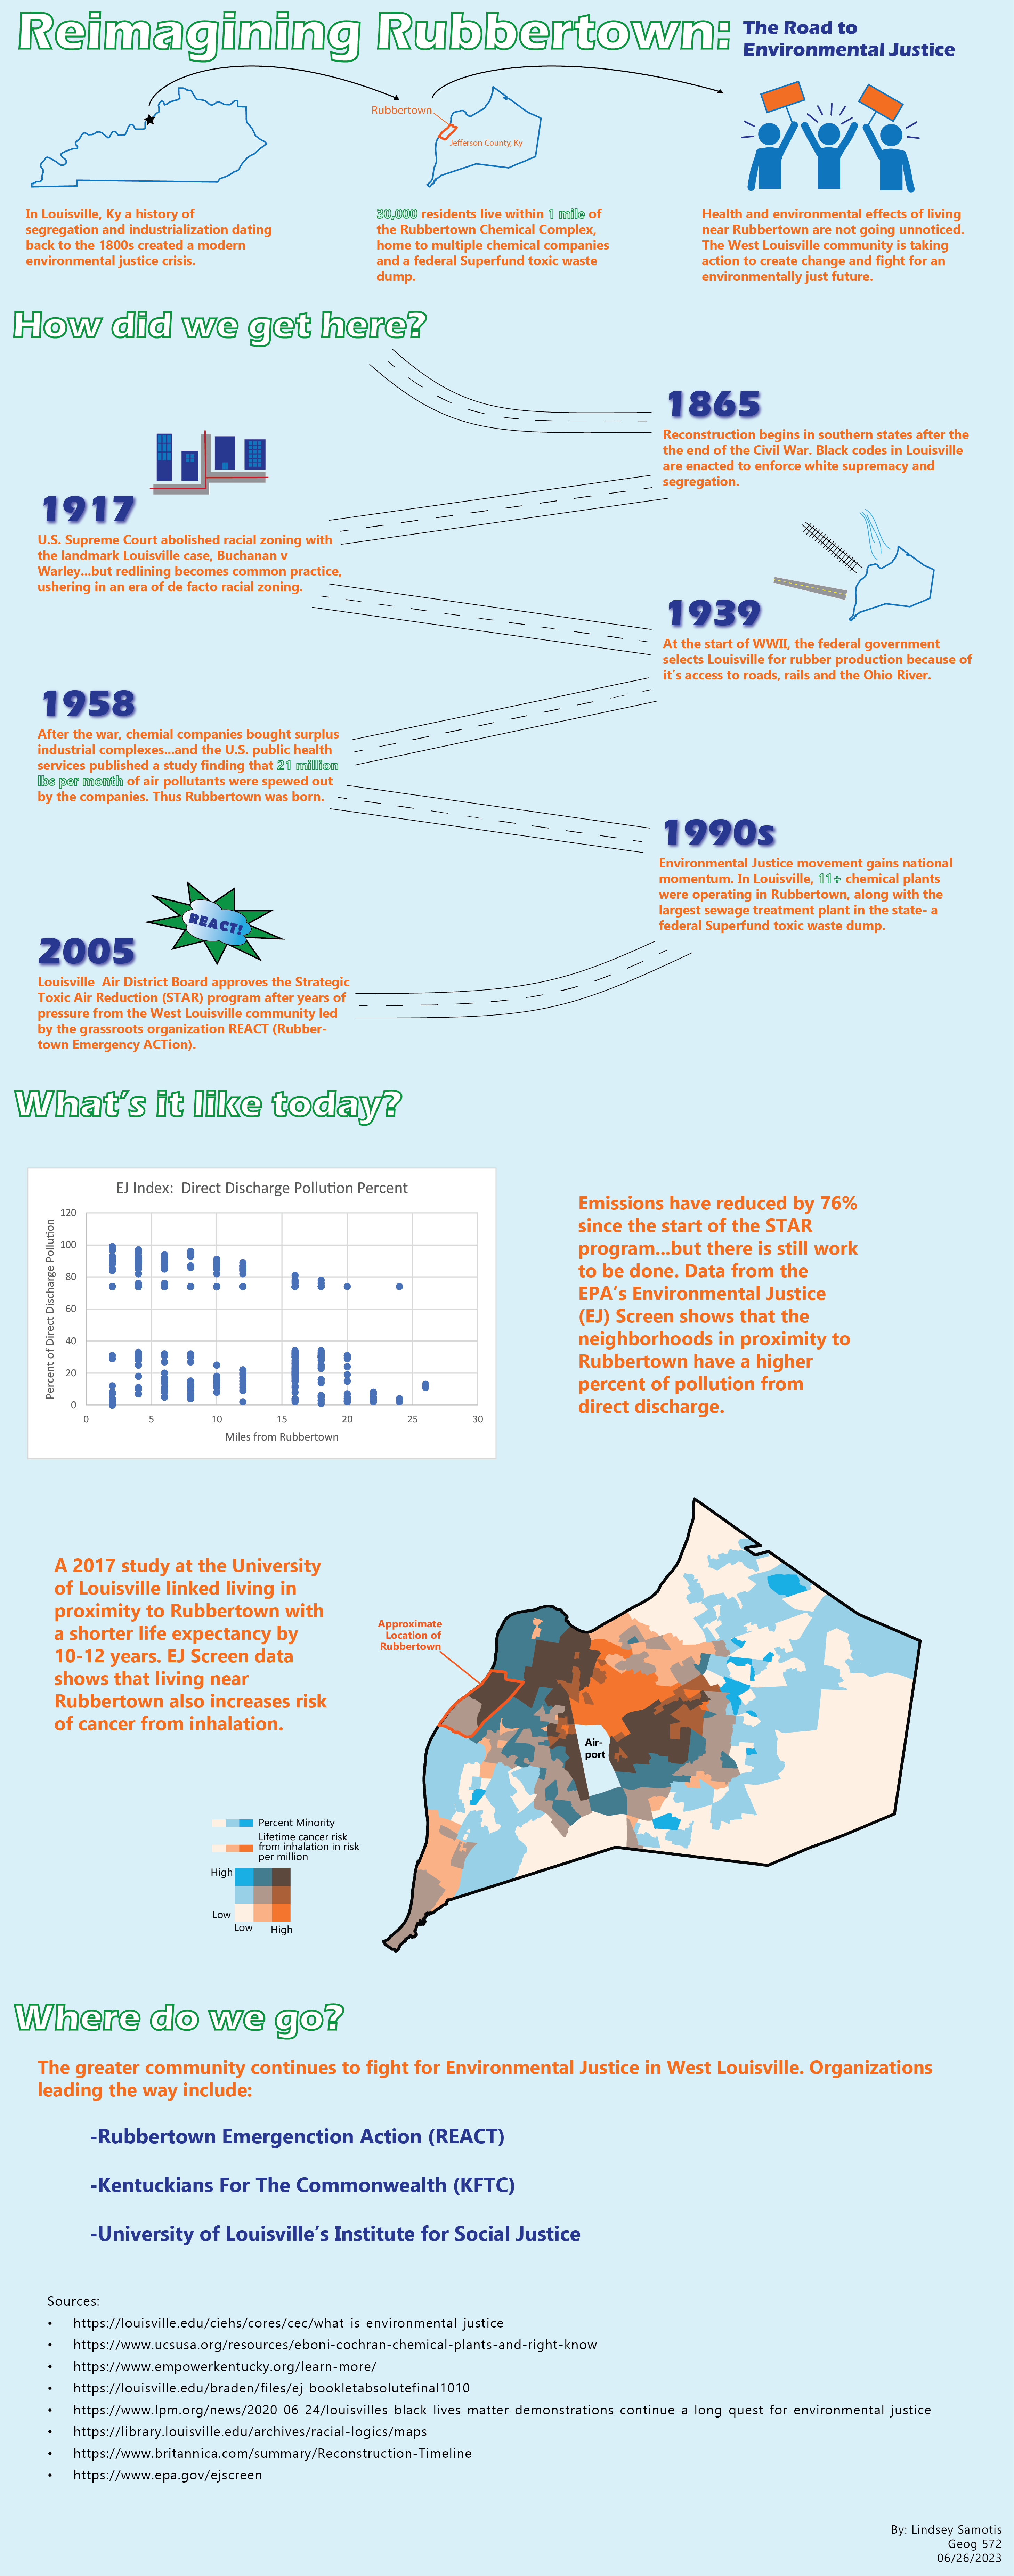 Reimagining Rubbertown:
The Road to
Environmental Justice
Rubbertown
Jefferson County, Ky
In Louisville, Ky a history of
segregation and industrialization dating
back to the 1800s created a modern
environmental justice crisis.
30,000 residents live within 1 mile of
the Rubbertown Chemical Complex,
home to multiple chemical companies
and a federal Superfund toxic waste
dump.
Health and environmental effects of living
near Rubbertown are not going unnoticed.
The West Louisville community is taking
action to create change and fight for an
environmentally just future.
How did we get here?
1865
Reconstruction begins in southern states after the
the end of the Civil War. Black codes in Louisville
are enacted to enforce white supremacy and
segregation.
1917
U.S. Supreme Court abolished racial zoning with
the landmark Louisville case, Buchanan v
Warley...but redlining becomes common practice,
ushering in an era of de facto racial zoning.
1939
At the start of WWII, the federal government
selects Louisville for rubber production because of
it's access to roads, rails and the Ohio River.
1958
After the war, chemial companies bought surplus
industrial complexes...and the U.S. public health
services published a study finding that 21 million
lbs per month of air pollutants were spewed out
by the companies. Thus Rubbertown was born.
1990s
Environmental Justice movement gains national
momentum. In Louisville, 11+ chemical plants
were operating in Rubbertown, along with the
largest sewage treatment plant in the state- a
federal Superfund toxic waste dump.
REACT!
2005
Louisville Air District Board approves the Strategic
Toxic Air Reduction (STAR) program after years of
pressure from the West Louisville community led
by the grassroots organization REACT (Rubber-
town Emergency ACTion).
What's it like today?
EJ Index: Direct Discharge Pollution Percent
Percent of Direct Discharge Pollution
120
100
80
60
40
20
0
0 5 10 15 20 25 30
Miles from Rubbertown
Emissions have reduced by 76%
since the start of the STAR
program...but there is still work
to be done. Data from the
EPA's Environmental Justice
(EJ) Screen shows that the
neighborhoods in proximity to
Rubbertown have a higher
percent of pollution from
direct discharge.
A 2017 study at the University
of Louisville linked living in
proximity to Rubbertown with
a shorter life expectancy by
10-12 years. EJ Screen data
shows that living near
Rubbertown also increases risk
of cancer from inhalation.
Approximate
Location of
Rubbertown
Air-
port
Percent Minority
Lifetime cancer risk
from inhalation in risk
per million
High
Low
Low High
Where do we go?
The greater community continues to fight for Environmental Justice in West Louisville. Organizations
leading the way include:
-Rubbertown Emergenction Action (REACT)
-Kentuckians For The Commonwealth (KFTC)
-University of Louisville's Institute for Social Justice
Sources:
• https://louisville.edu/ciehs/cores/cec/what-is-environmental-justice
• https://www.ucsusa.org/resources/eboni-cochran-chemical-plants-and-right-know
• https://www.empowerkentucky.org/learn-more/
• https://louisville.edu/braden/files/ej-bookletabsolutefinal1010
• https://www.lpm.org/news/2020-06-24/louisvilles-black-lives-matter-demonstrations-continue-a-long-quest-for-environmental-justice
• https://library.louisville.edu/archives/racial-logics/maps
• https://www.britannica.com/summary/Reconstruction-Timeline
• https://www.epa.gov/ejscreen
By: Lindsey Samotis
Geog 572
06/26/2023